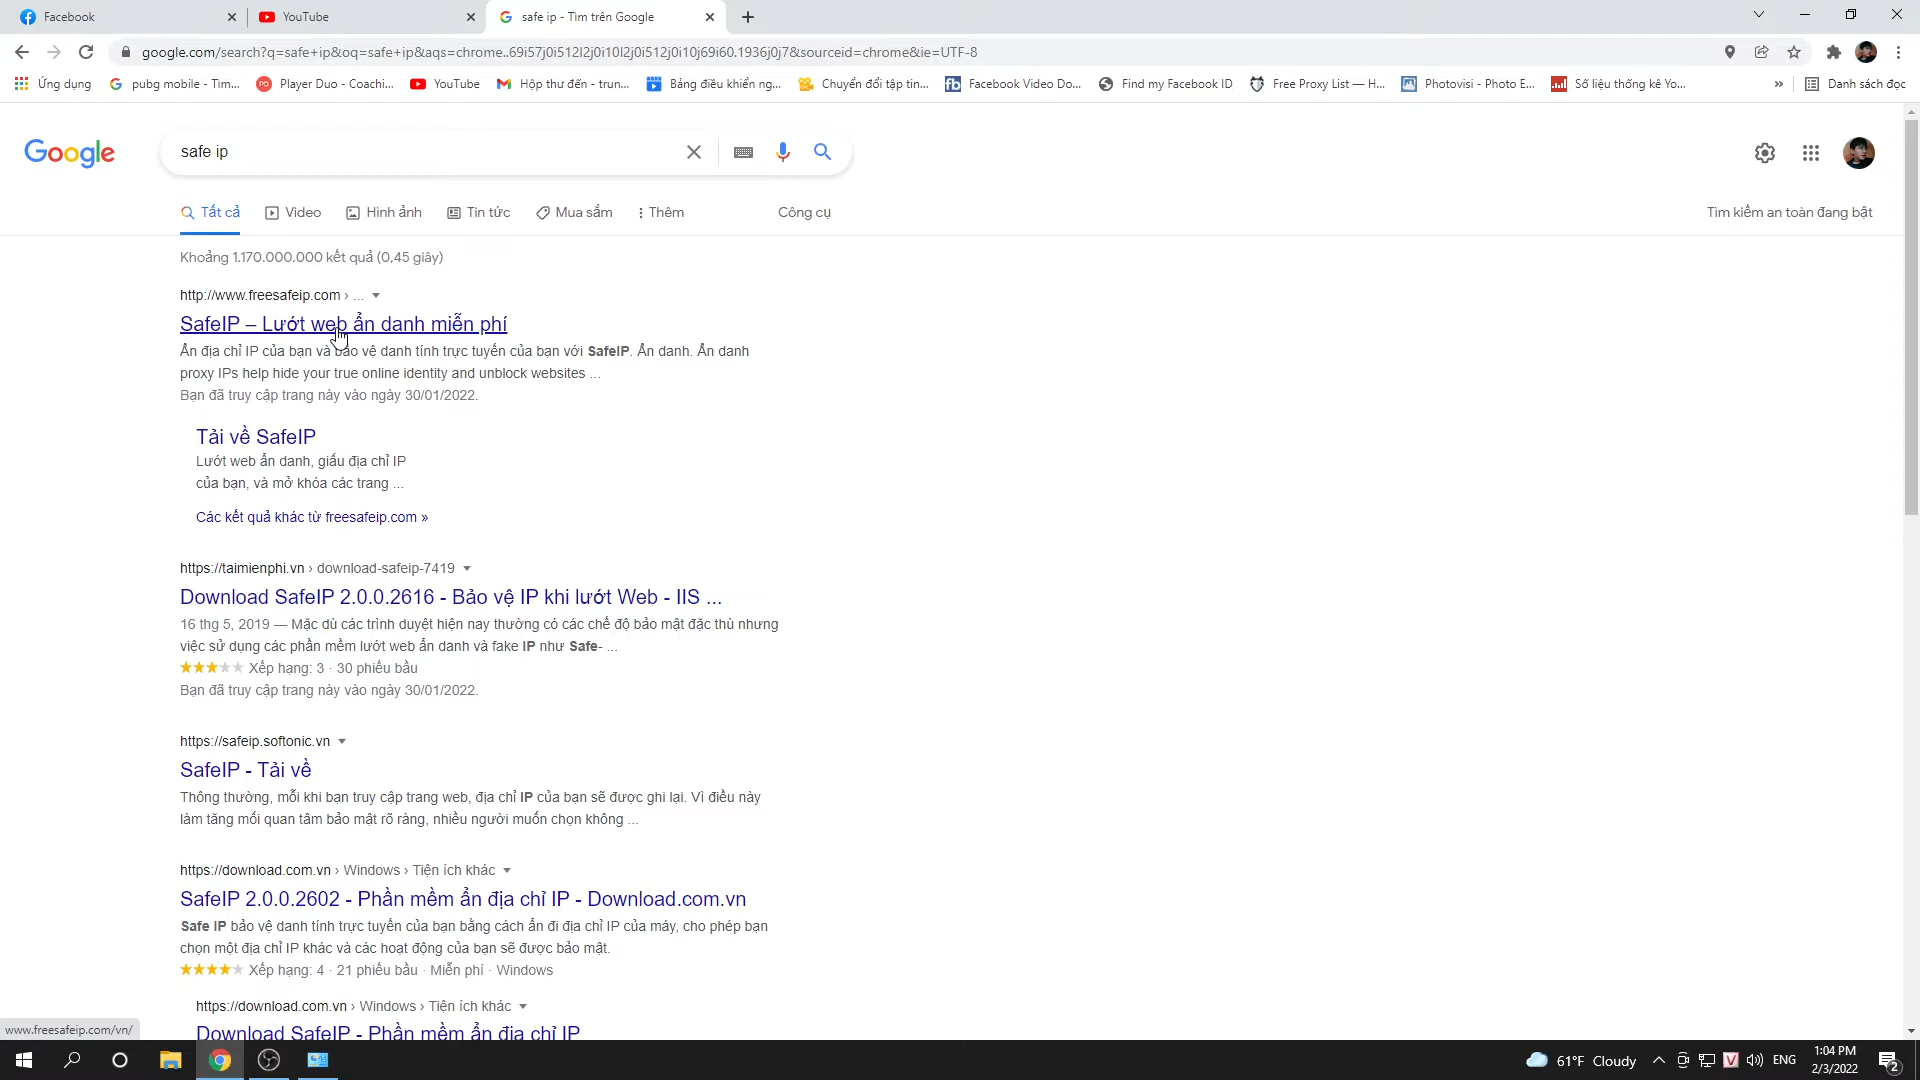 Facebook
YouTube
safe ip - Tìm trên Google
google.com/search?q=safe+ip&oq=safe+ip&aqs=chrome..69i57j0i512l2j0i10l2j0i512j0i10j69i60.1936j0j7&sourceid=chrome&ie=UTF-8
Ứng dụng
pubg mobile - Tìm...
Player Duo - Coachi...
YouTube
Hộp thư đến - trun...
Bảng điều khiển ng...
Chuyển đổi tập tin...
Facebook Video Do...
Find my Facebook ID
Free Proxy List — H...
Photovisi - Photo E...
Số liệu thống kê Yo...
»
Danh sách đọc
Google
safe ip
Tất cả
Video
Hình ảnh
Tin tức
Mua sắm
Thêm
Công cụ
Tìm kiếm an toàn đang bật
Khoảng 1.170.000.000 kết quả (0,45 giây)
http://www.freesafeip.com › ...
SafeIP – Lướt web ẩn danh miễn phí
Ẩn địa chỉ IP của bạn và bảo vệ danh tính trực tuyến của bạn với SafeIP. Ẩn danh. Ẩn danh
proxy IPs help hide your true online identity and unblock websites ...
Bạn đã truy cập trang này vào ngày 30/01/2022.
Tải về SafeIP
Lướt web ẩn danh, giấu địa chỉ IP
của bạn, và mở khóa các trang ...
Các kết quả khác từ freesafeip.com »
https://taimienphi.vn › download-safeip-7419
Download SafeIP 2.0.0.2616 - Bảo vệ IP khi lướt Web - IIS ...
16 thg 5, 2019 — Mặc dù các trình duyệt hiện nay thường có các chế độ bảo mật đặc thù nhưng
việc sử dụng các phần mềm lướt web ẩn danh và fake IP như Safe- ...
Xếp hạng: 3 · 30 phiếu bầu
Bạn đã truy cập trang này vào ngày 30/01/2022.
https://safeip.softonic.vn
SafeIP - Tải về
Thông thường, mỗi khi bạn truy cập trang web, địa chỉ IP của bạn sẽ được ghi lại. Vì điều này
làm tăng mối quan tâm bảo mật rõ ràng, nhiều người muốn chọn không ...
https://download.com.vn › Windows › Tiện ích khác
SafeIP 2.0.0.2602 - Phần mềm ẩn địa chỉ IP - Download.com.vn
Safe IP bảo vệ danh tính trực tuyến của bạn bằng cách ẩn đi địa chỉ IP của máy, cho phép bạn
chọn một địa chỉ IP khác và các hoạt động của bạn sẽ được bảo mật.
Xếp hạng: 4 · 21 phiếu bầu · Miễn phí · Windows
https://download.com.vn › Windows › Tiện ích khác
Download SafeIP - Phần mềm ẩn địa chỉ IP
www.freesafeip.com/vn/
61°F Cloudy
ENG
1:04 PM
2/3/2022
2